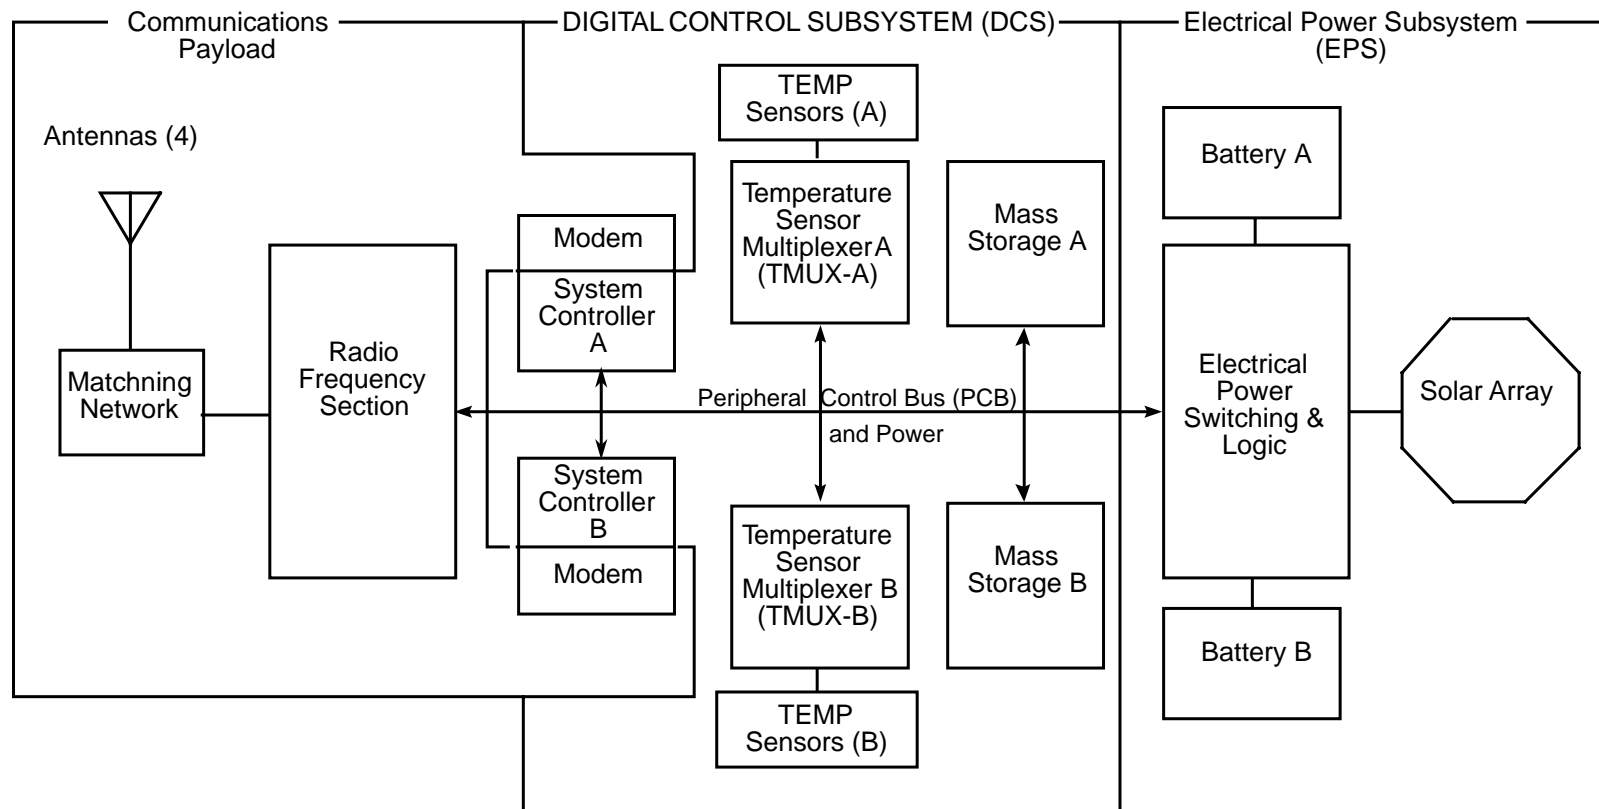 Communications
Payload
DIGITAL CONTROL SUBSYSTEM (DCS)
Electrical Power Subsystem
(EPS)
Antennas (4)
Matchning
Network
Radio
Frequency
Section
Modem
System
Controller
A
System
Controller
B
Modem
TEMP
Sensors (A)
Temperature
Sensor
Multiplexer A
(TMUX-A)
Mass
Storage A
Peripheral Control Bus (PCB)
and Power
Temperature
Sensor
Multiplexer B
(TMUX-B)
Mass
Storage B
TEMP
Sensors (B)
Battery A
Electrical
Power
Switching &
Logic
Solar Array
Battery B